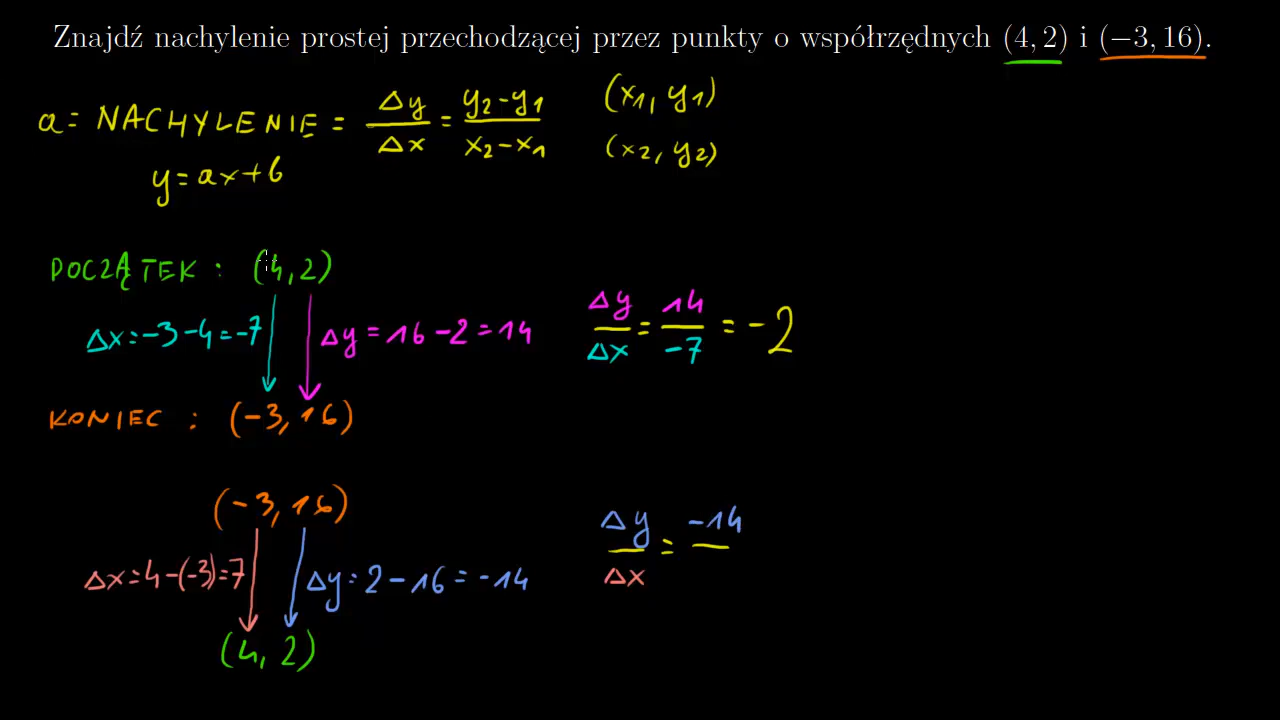 Znajdź nachylenie prostej przechodzącej przez punkty o współrzędnych (4, 2) i (−3, 16).
a = NACHYLENIE = Δy/Δx = (y2−y1)/(x2−x1) (x1, y1)
(x2, y2)
y = ax+b
POCZĄTEK : (4, 2)
Δx = −3 − 4 = −7 Δy = 16 − 2 = 14 Δy/Δx = 14/−7 = −2
KONIEC : (−3, 16)
(−3, 16)
Δx = 4 − (−3) = 7 Δy = 2 − 16 = −14 Δy/Δx = −14
(4, 2)